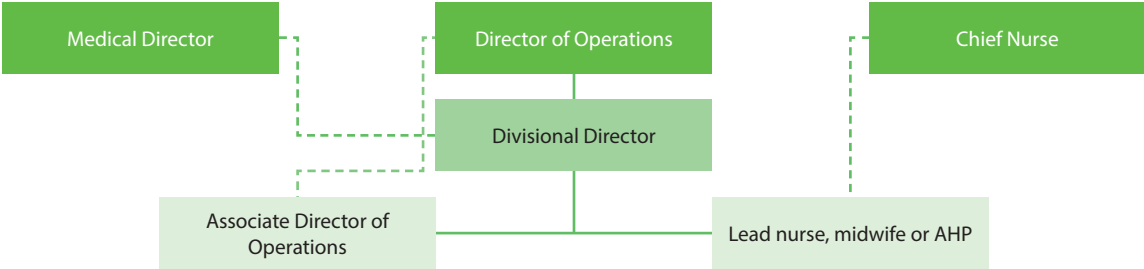 Medical Director
Director of Operations
Chief Nurse
Divisional Director
Associate Director of
Operations
Lead nurse, midwife or AHP